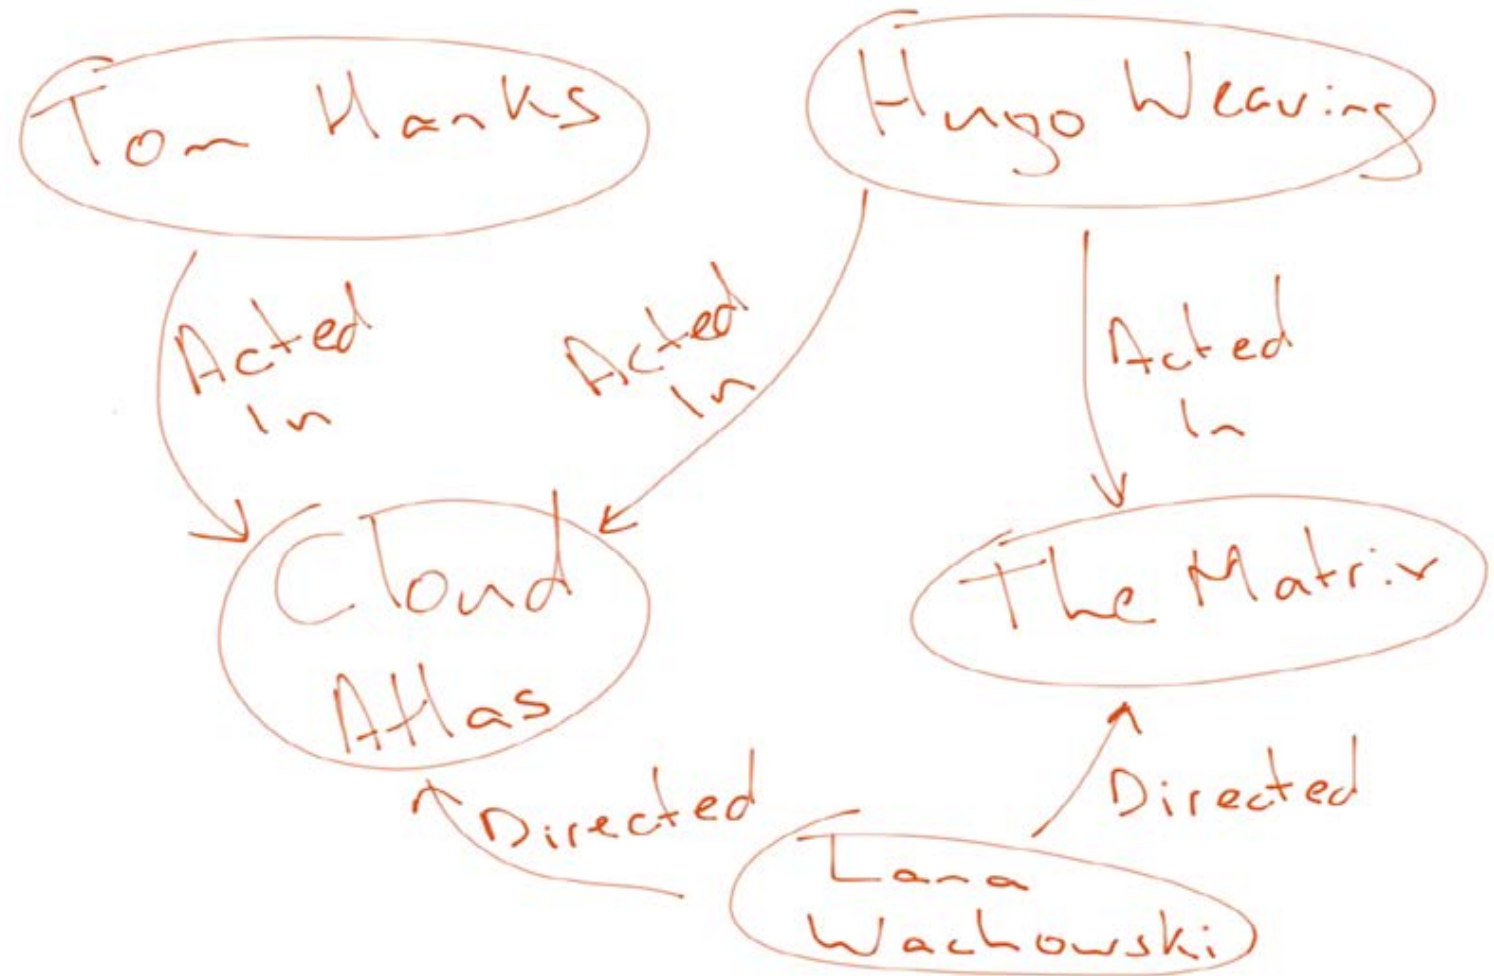 Tom Hanks
Hugo Weaving
Acted
In
Acted
In
Acted
In
Cloud
Atlas
The Matrix
Directed
Directed
Lana
Wachowski